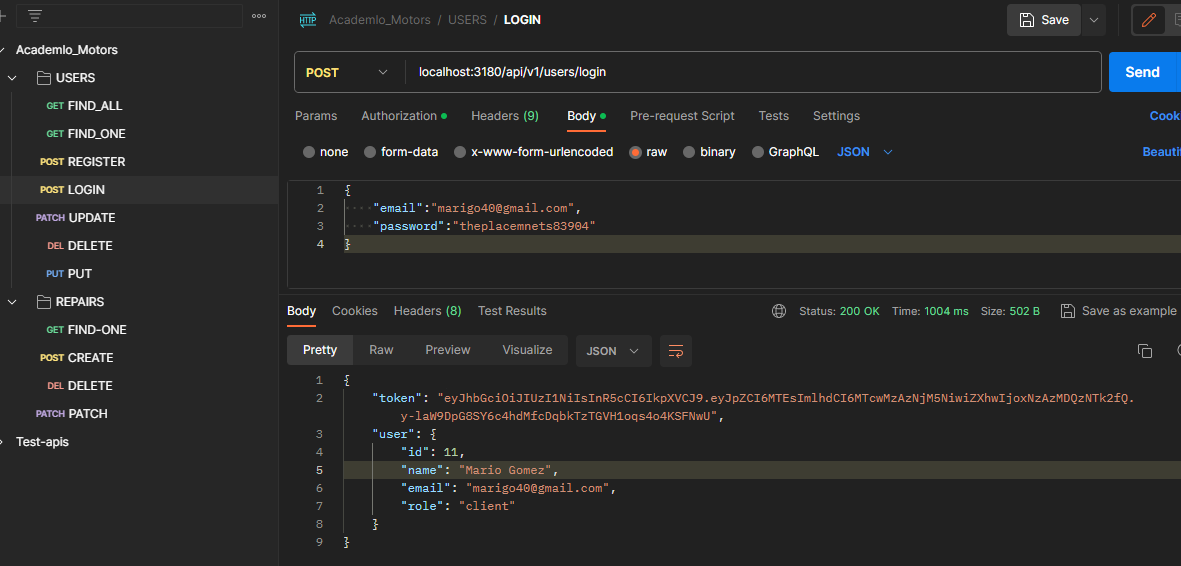 HTTP Academlo_Motors / USERS / LOGIN Save
Academlo_Motors
USERS
GET FIND_ALL
GET FIND_ONE
POST REGISTER
POST LOGIN
PATCH UPDATE
DEL DELETE
PUT PUT
REPAIRS
GET FIND-ONE
POST CREATE
DEL DELETE
PATCH PATCH
Test-apis
POST localhost:3180/api/v1/users/login Send
Params Authorization Headers (9) Body Pre-request Script Tests Settings Cook
none form-data x-www-form-urlencoded raw binary GraphQL JSON Beauti
1 {
2 "email":"marigo40@gmail.com",
3 "password":"theplacemnets83904"
4 }
Body Cookies Headers (8) Test Results Status: 200 OK Time: 1004 ms Size: 502 B Save as example
Pretty Raw Preview Visualize JSON
1 {
2 "token": "eyJhbGciOiJIUzI1NiIsInR5cCI6IkpXVCJ9.eyJpZCI6MTEsImlhdCI6MTcwMzAzNjM5NiwiZXhwIjoxNzAzMDQzNTk2fQ.
y-laW9DpG8SY6c4hdMfcDqbkTzTGVH1oqs4o4KSFNwU",
3 "user": {
4 "id": 11,
5 "name": "Mario Gomez",
6 "email": "marigo40@gmail.com",
7 "role": "client"
8 }
9 }